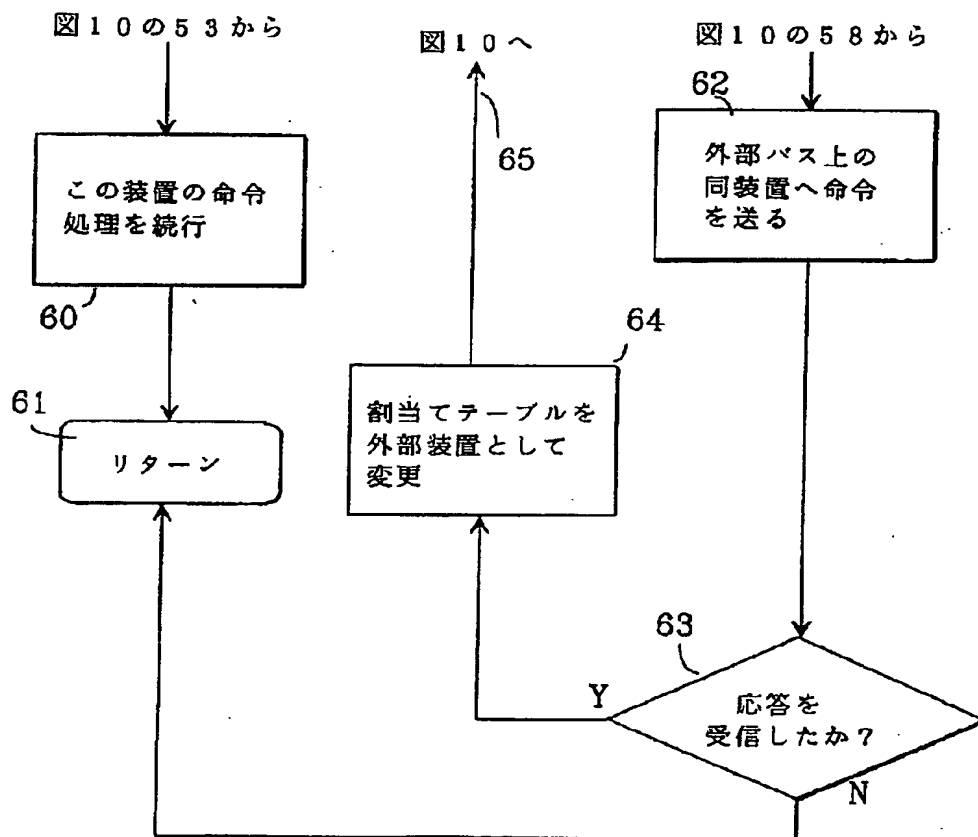 図10の53から
図10へ
図10の58から
62
65
外部バス上の
同装置へ命令
を送る
この装置の命令
処理を続行
60
64
61
割当てテーブルを
外部装置として
変更
リターン
63
Y
応答を
受信したか?
N